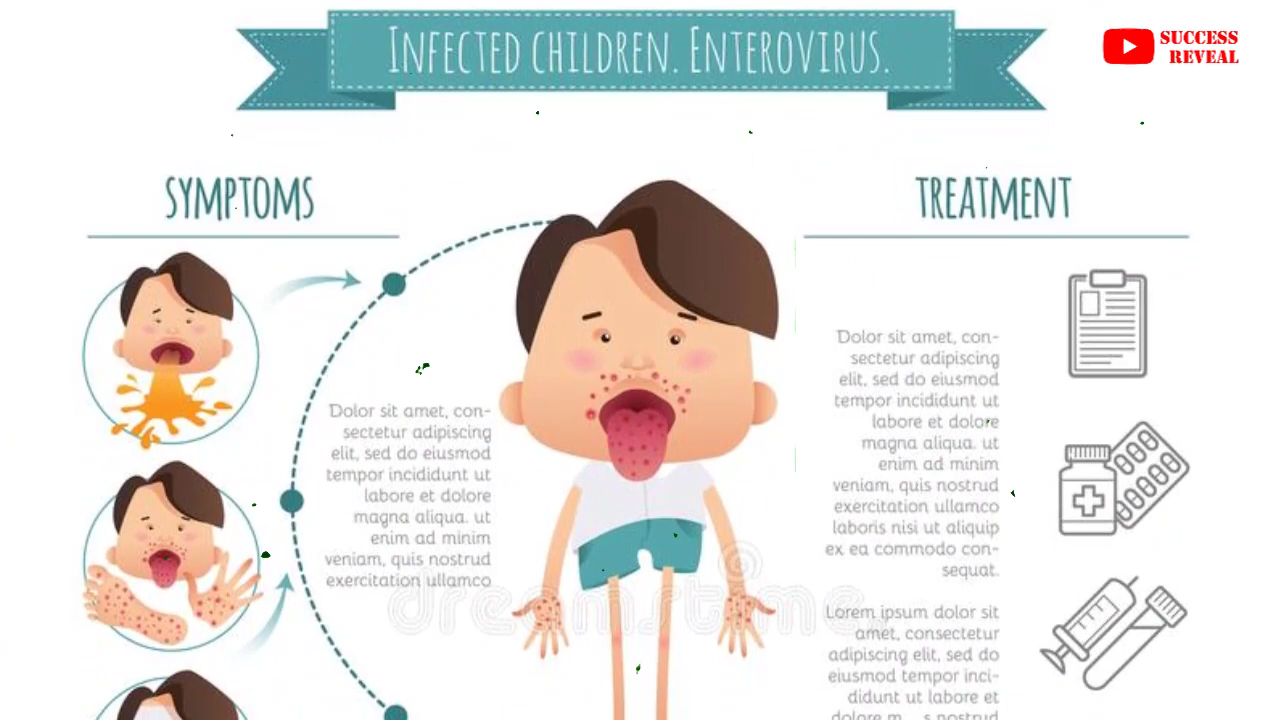 INFECTED CHILDREN. ENTEROVIRUS.
SUCCESS
REVEAL
SYMPTOMS
TREATMENT
Dolor sit amet, con-
sectetur adipiscing
elit, sed do eiusmod
tempor incididunt ut
labore et dolore
magna aliqua. ut
enim ad minim
veniam, quis nostrud
exercitation ullamco
Dolor sit amet, con-
sectetur adipiscing
elit, sed do eiusmod
tempor incididunt ut
labore et dolore
magna aliqua. ut
enim ad minim
veniam, quis nostrud
exercitation ullamco
laboris nisi ut aliquip
ex ea commodo con-
sequat.
Lorem ipsum dolor sit
amet, consectetur
adipiscing elit, sed do
eiusmod tempor inci-
didunt ut labore et
dolore m s nostrud
dreamstime